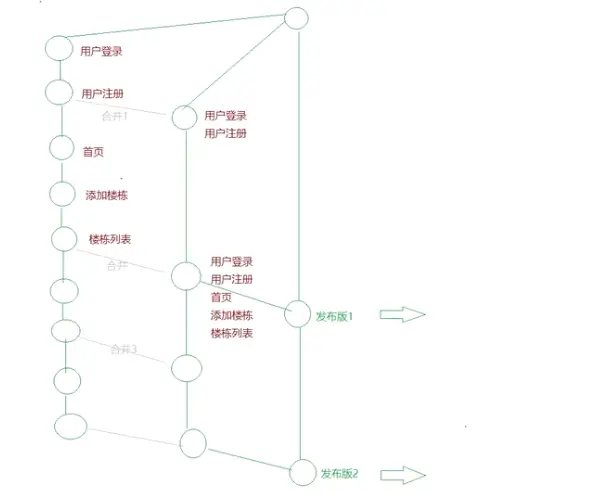 用户登录
用户注册
合并1
用户登录
用户注册
首页
添加楼栋
楼栋列表
合并
用户登录
用户注册
首页
添加楼栋
楼栋列表
发布版1
合并3
发布版2